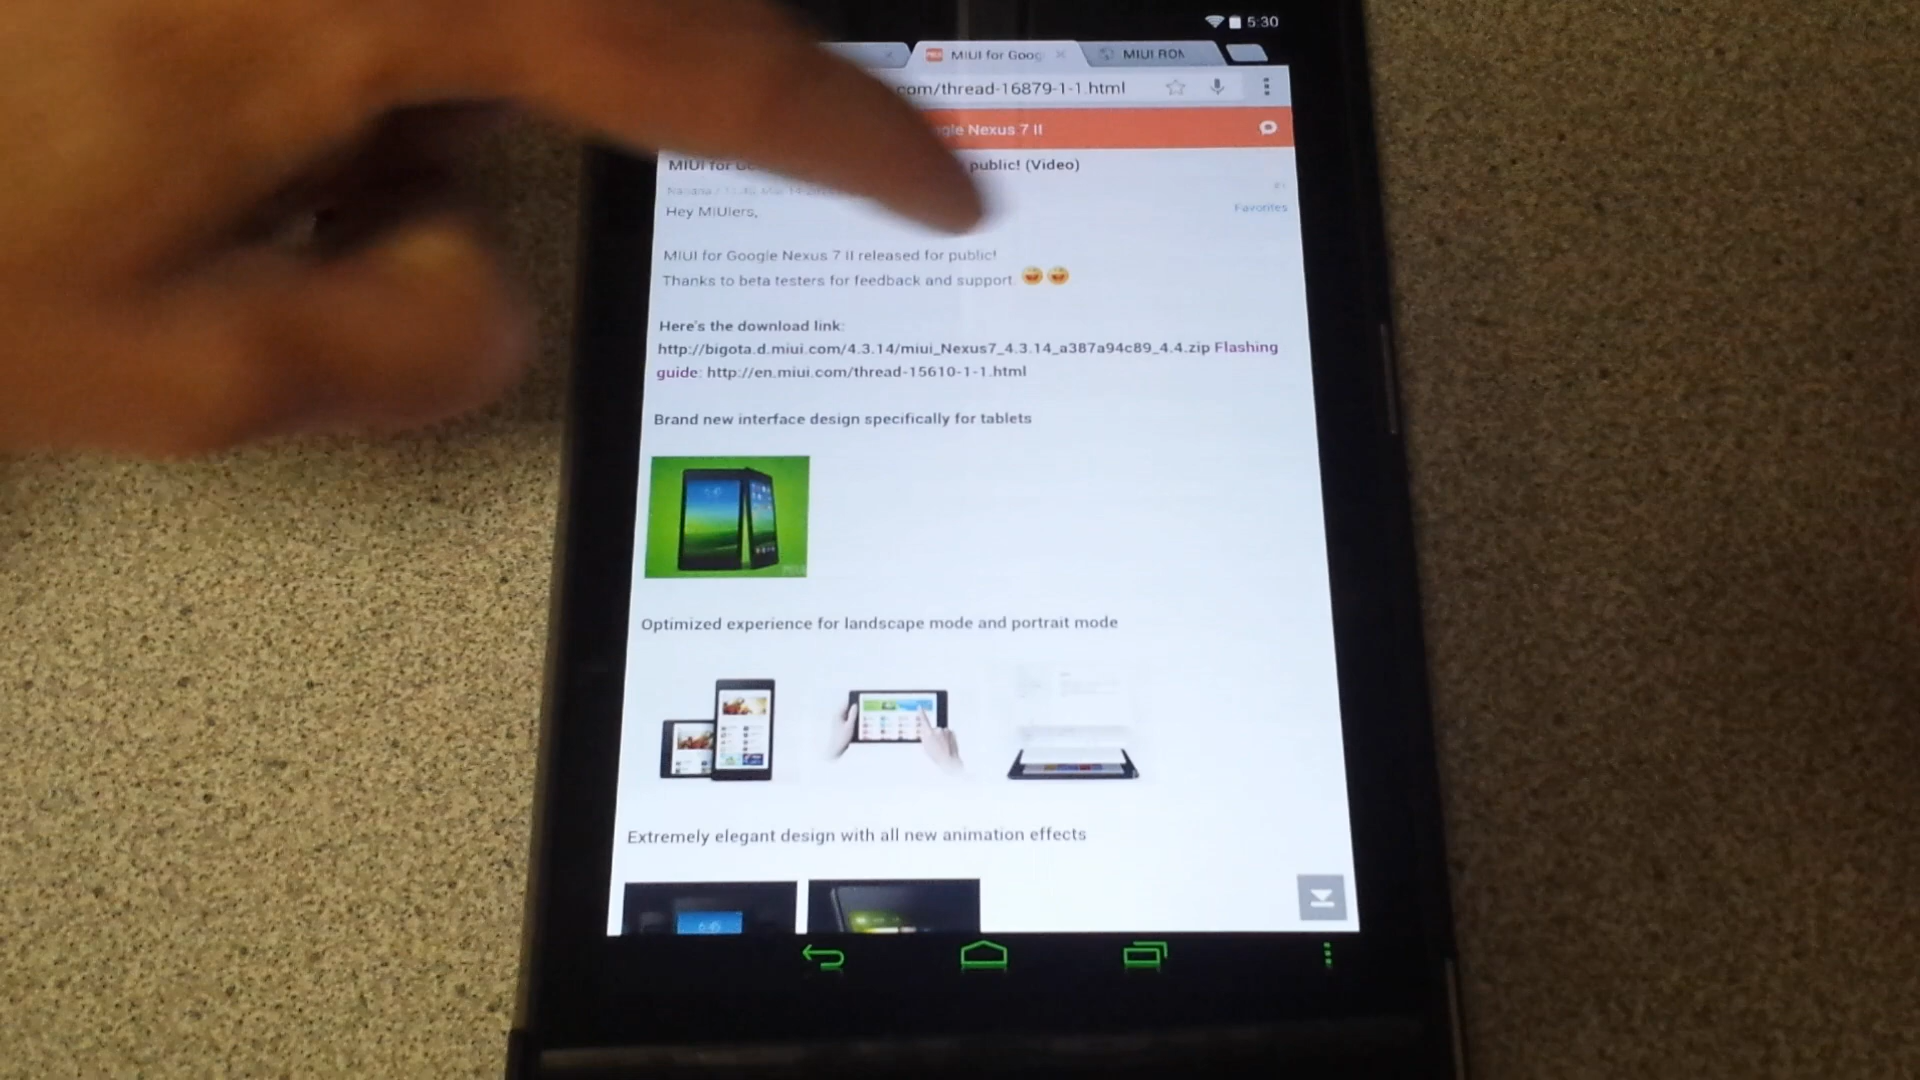 5:30
MIUI for Goog
MIUI ROM
com/thread-16879-1-1.html
ogle Nexus 7 II
MIUI for public! (Video)
Favorites
Hey MIUIers,
MIUI for Google Nexus 7 II released for public!
Thanks to beta testers for feedback and support.
Here's the download link:
http://bigota.d.miui.com/4.3.14/miui_Nexus7_4.3.14_a387a94c89_4.4.zip Flashing
guide: http://en.miui.com/thread-15610-1-1.html
Brand new interface design specifically for tablets
Optimized experience for landscape mode and portrait mode
Extremely elegant design with all new animation effects